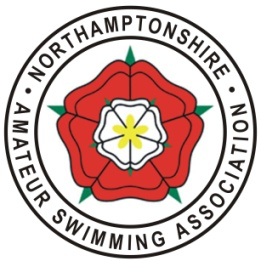 • NORTHAMPTONSHIRE •
AMATEUR SWIMMING ASSOCIATION